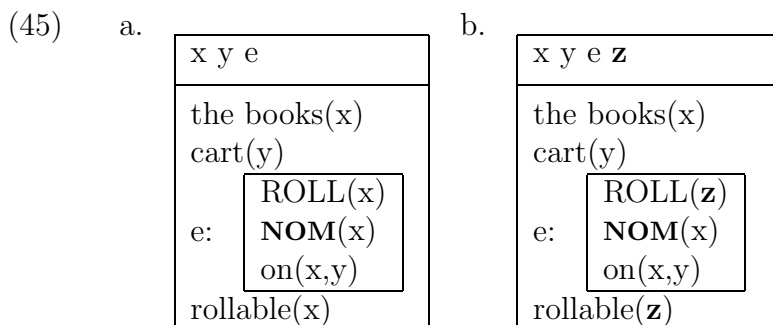 (45) a. b.
x y e x y e z
the books(x) the books(x)
cart(y) cart(y)
ROLL(x) ROLL(z)
e: NOM(x) e: NOM(x)
on(x,y) on(x,y)
rollable(x) rollable(z)